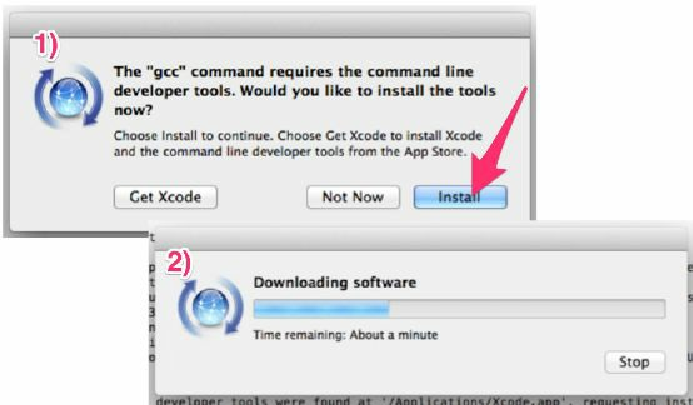 1)
The "gcc" command requires the command line
developer tools. Would you like to install the tools
now?
Choose Install to continue. Choose Get Xcode to install Xcode
and the command line developer tools from the App Store.
Get Xcode
Not Now
Install
2)
Downloading software
Time remaining: About a minute
Stop
developer tools were found at '/Applications/Xcode.app', requesting inst